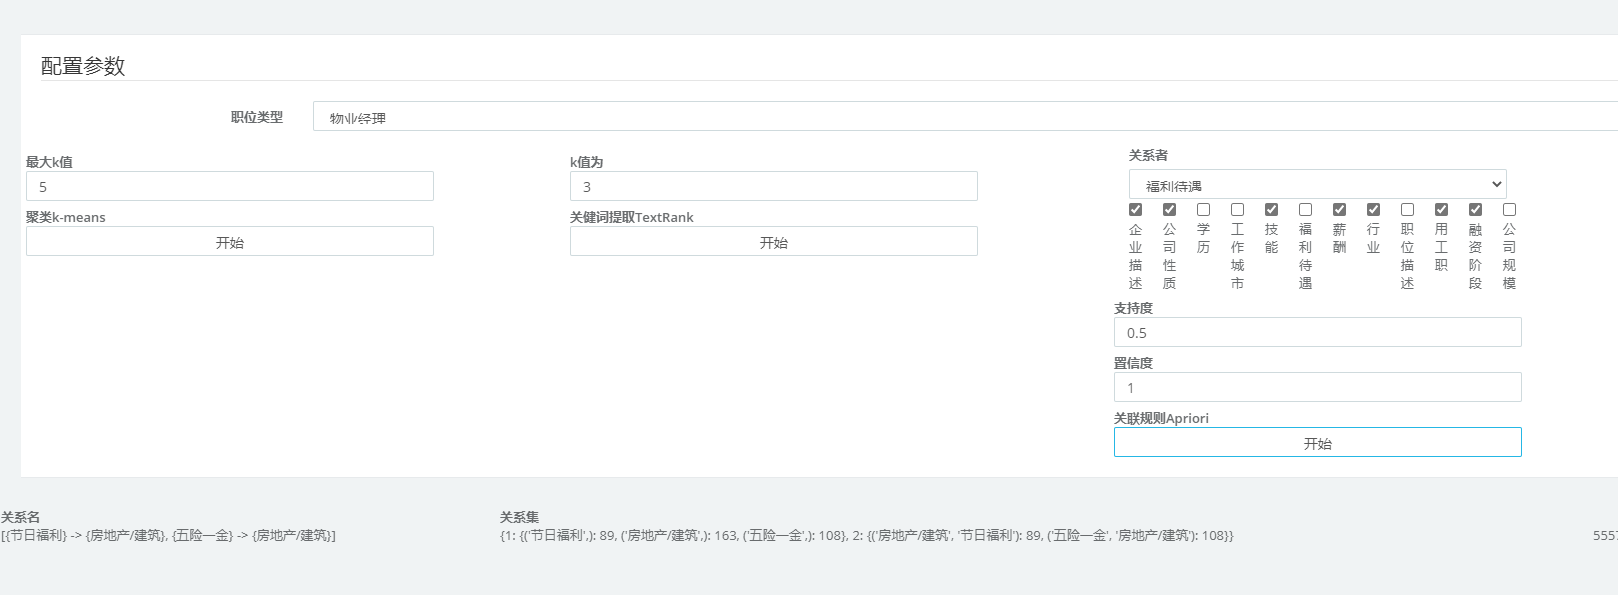 配置参数
职位类型
物业经理
最大k值
5
聚类k-means
开始
k值为
3
关健词提取TextRank
开始
关系者
福利待遇
企业描述
公司性质
学历
工作城市
技能
福利待遇
薪酬
行业
职位描述
用工职
融资阶段
公司规模
支持度
0.5
置信度
1
关联规则Apriori
开始
关系名
[{节日福利} -> {房地产/建筑}, {五险一金} -> {房地产/建筑}]
关系集
{1: {('节日福利',): 89, ('房地产/建筑',): 163, ('五险一金',): 108}, 2: {('房地产/建筑', '节日福利'): 89, ('五险一金', '房地产/建筑'): 108}}